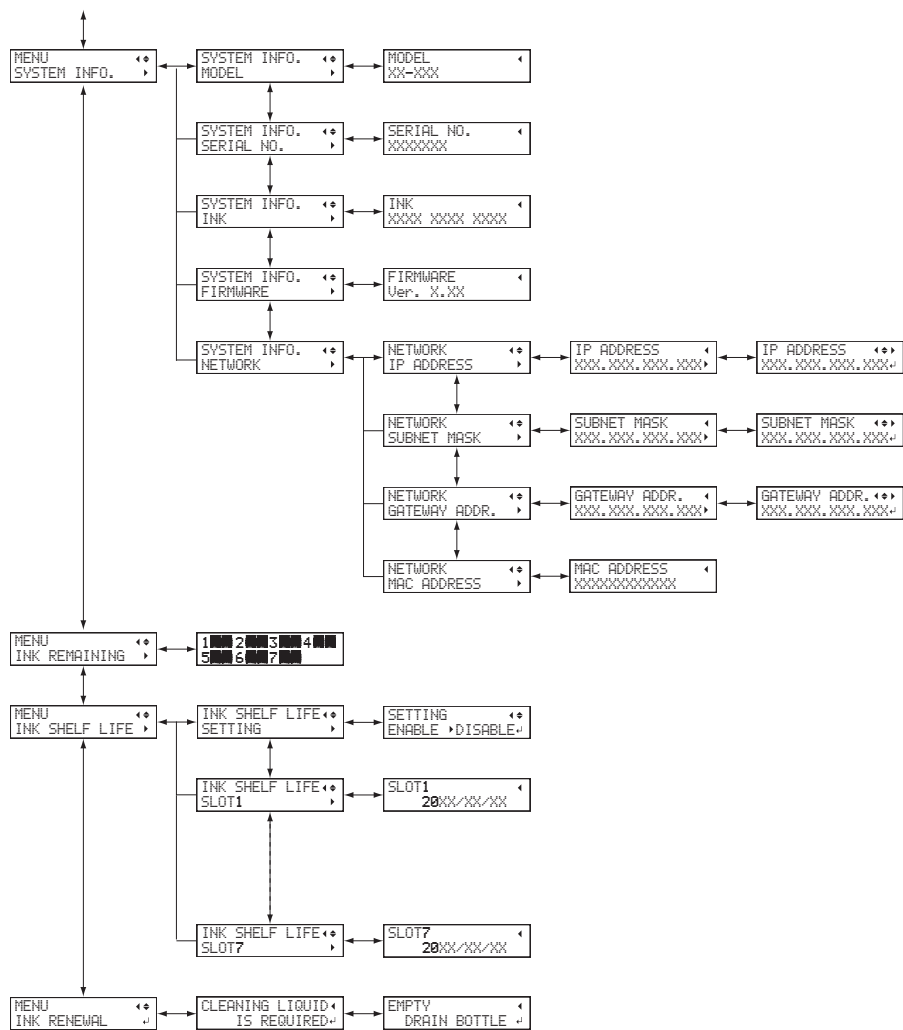 MENU
SYSTEM INFO.
SYSTEM INFO.
MODEL
MODEL
XX-XXX
SYSTEM INFO.
SERIAL NO.
SERIAL NO.
XXXXXXX
SYSTEM INFO.
INK
INK
XXXX XXXX XXXX
SYSTEM INFO.
FIRMWARE
FIRMWARE
Ver. X.XX
SYSTEM INFO.
NETWORK
NETWORK
IP ADDRESS
IP ADDRESS
XXX.XXX.XXX.XXX
IP ADDRESS
XXX.XXX.XXX.XXX
NETWORK
SUBNET MASK
SUBNET MASK
XXX.XXX.XXX.XXX
SUBNET MASK
XXX.XXX.XXX.XXX
NETWORK
GATEWAY ADDR.
GATEWAY ADDR.
XXX.XXX.XXX.XXX
GATEWAY ADDR.
XXX.XXX.XXX.XXX
NETWORK
MAC ADDRESS
MAC ADDRESS
XXXXXXXXXXXX
MENU
INK REMAINING
1 2 3 4
5 6 7
MENU
INK SHELF LIFE
INK SHELF LIFE
SETTING
SETTING
ENABLE DISABLE
INK SHELF LIFE
SLOT1
SLOT1
20XX/XX/XX
INK SHELF LIFE
SLOT7
SLOT7
20XX/XX/XX
MENU
INK RENEWAL
CLEANING LIQUID
IS REQUIRED
EMPTY
DRAIN BOTTLE